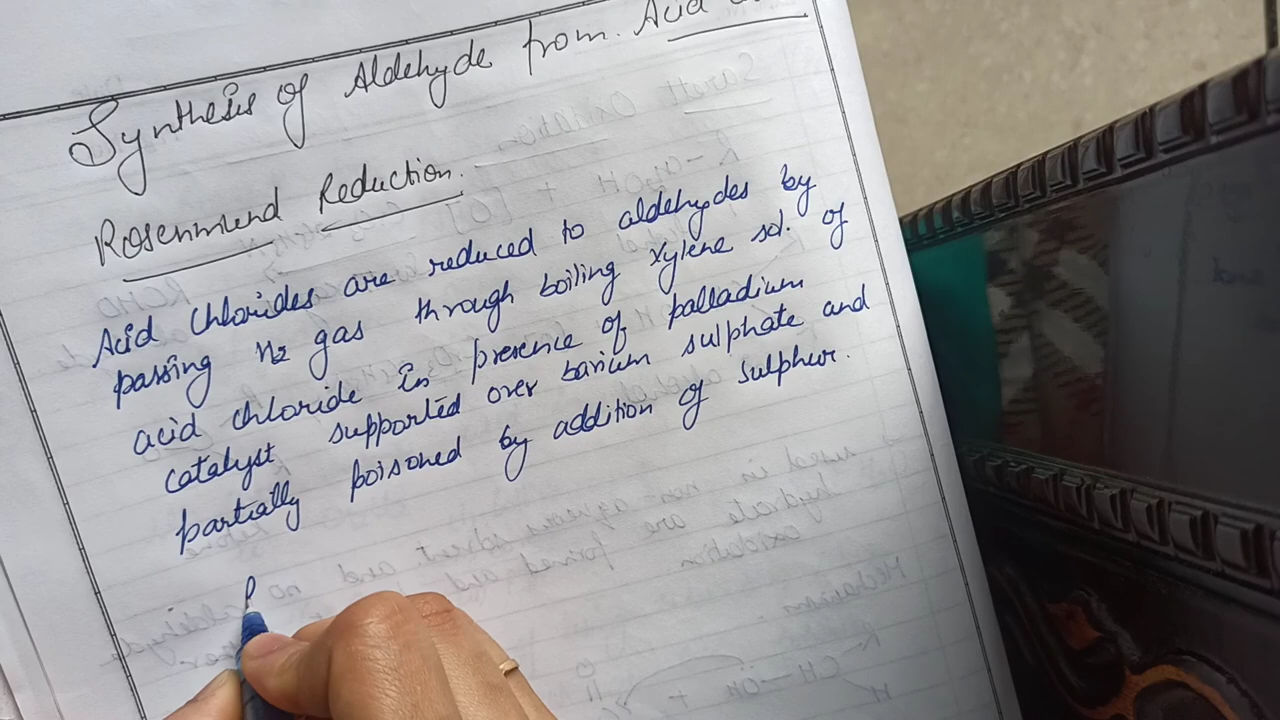 Synthesis of Aldehyde from. Acid
Rosenmund Reduction.
Acid chlorides are reduced to aldehydes by
passing N2 gas through boiling xylene sol. of
acid chloride in presence of palladium
catalyst supported over barium sulphate and
partially poisoned by addition of sulphur.